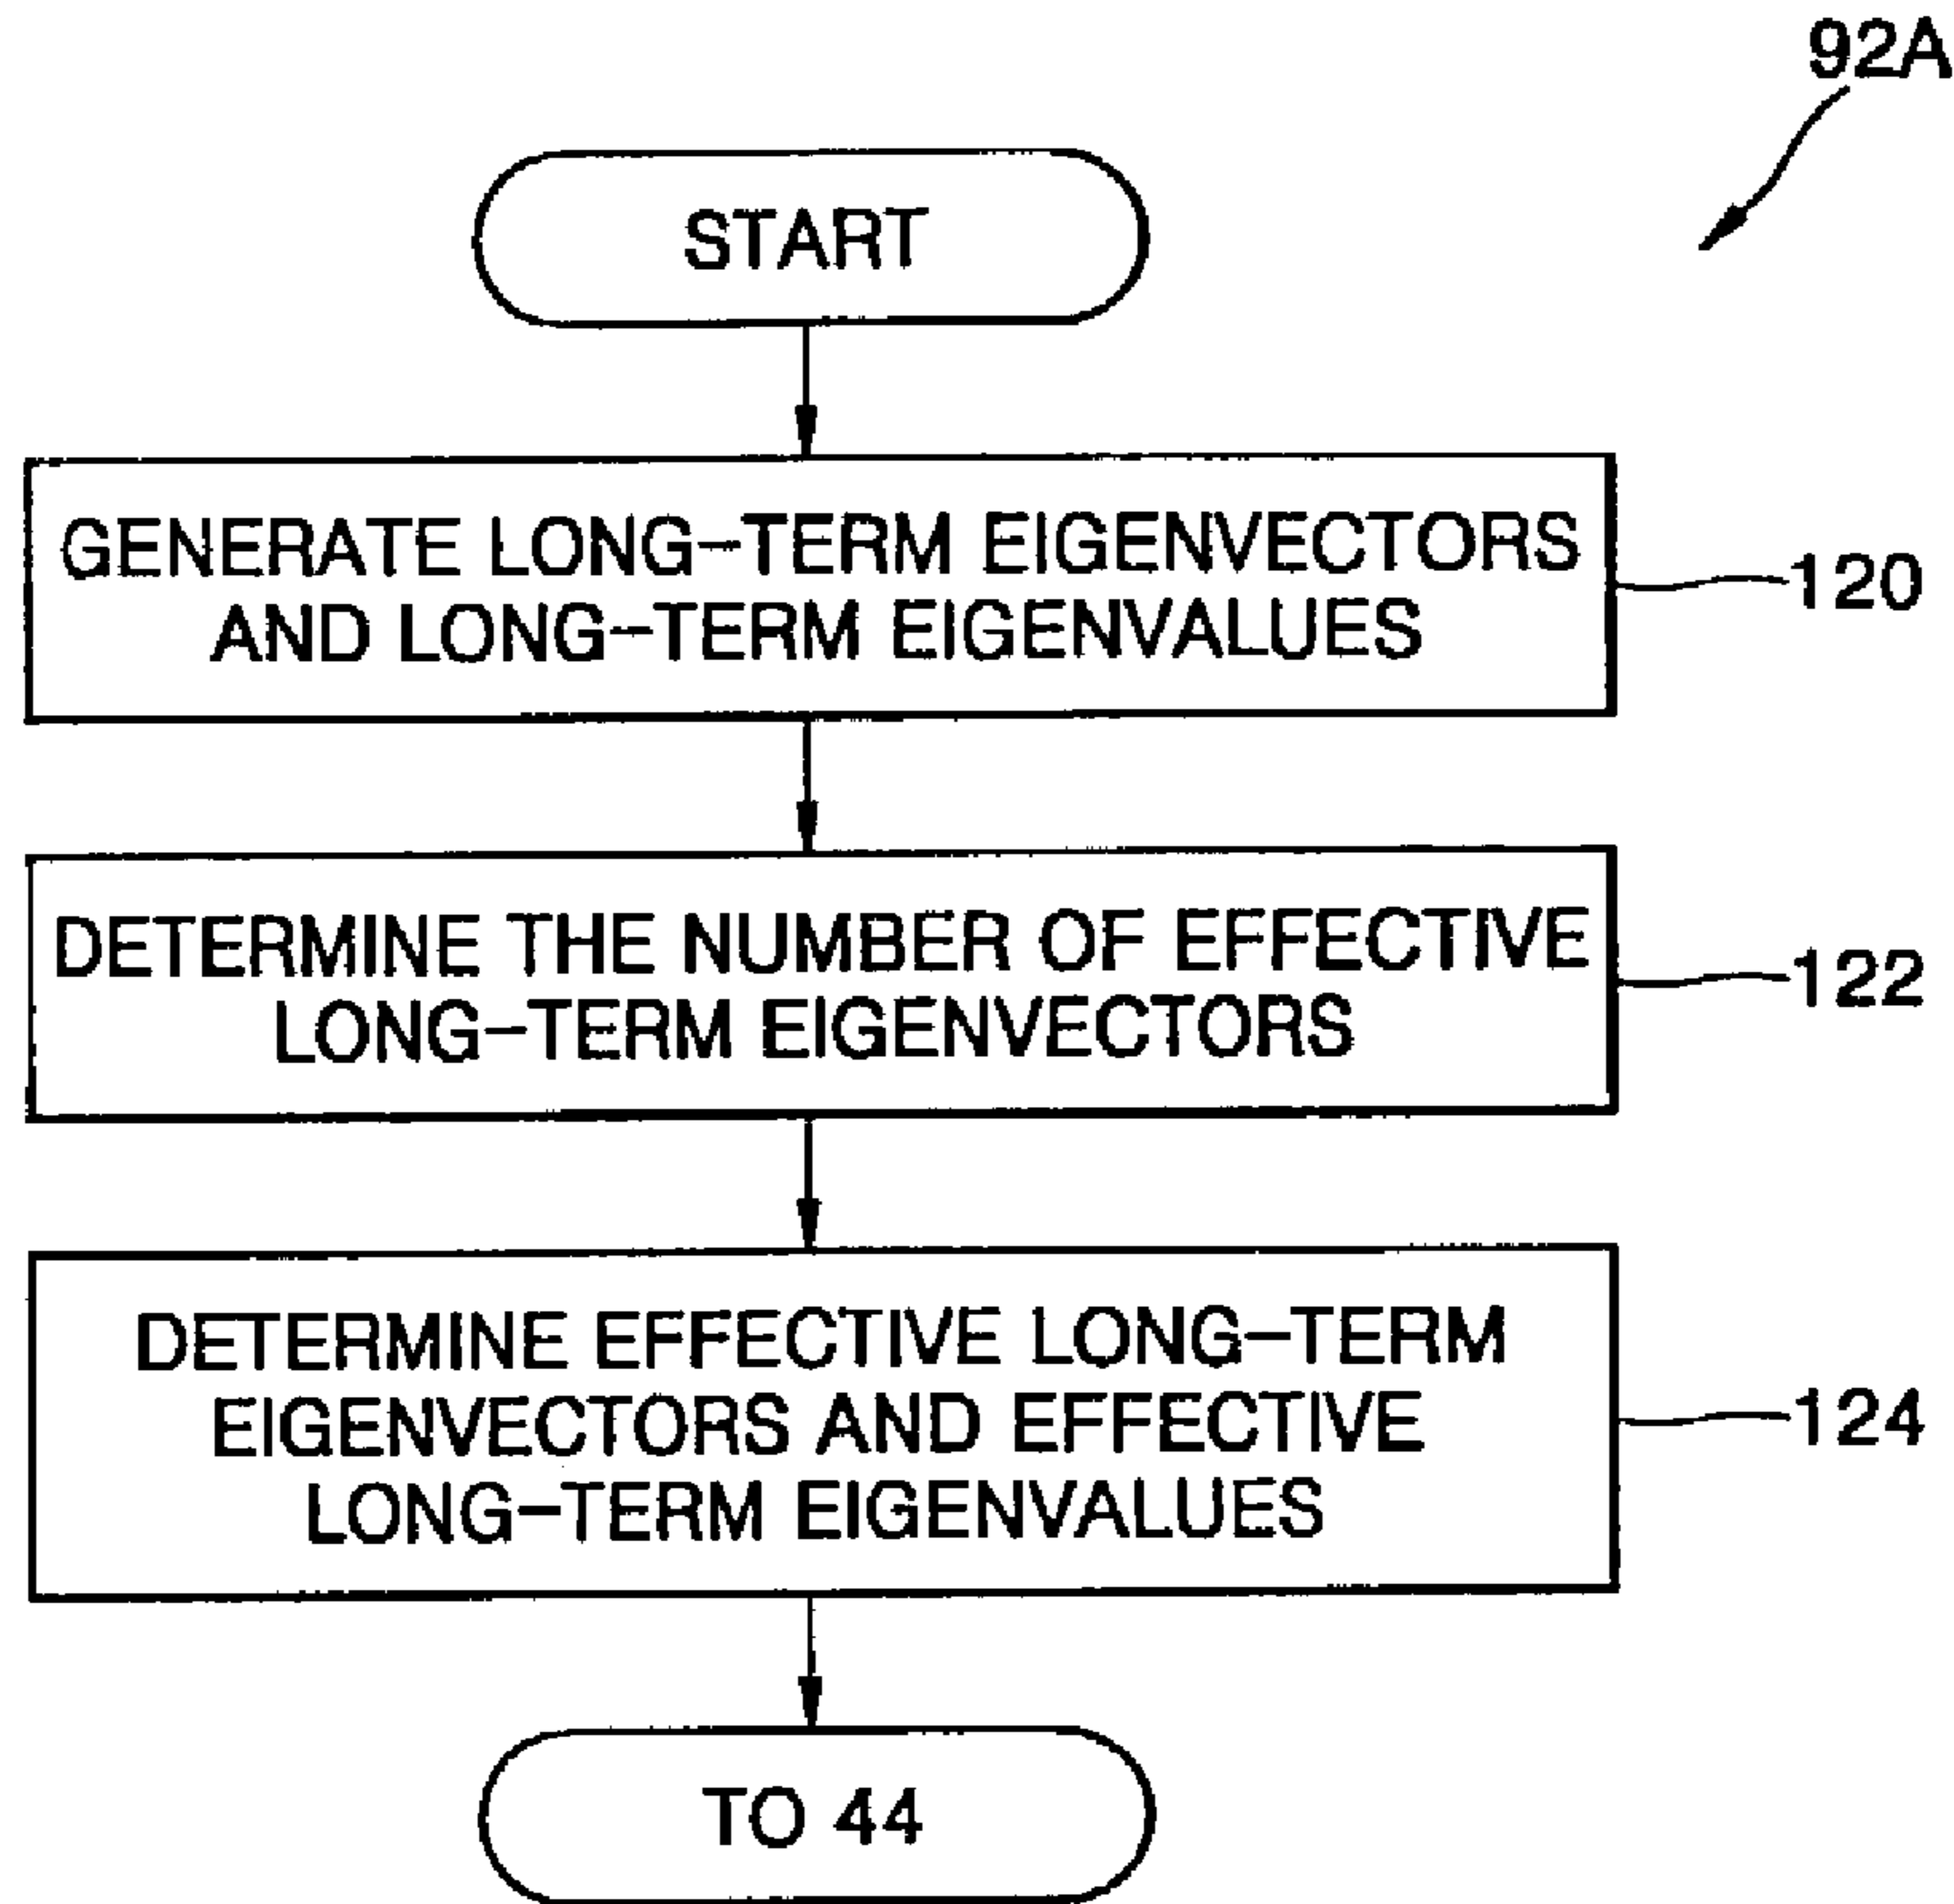 92A
START
GENERATE LONG-TERM EIGENVECTORS
AND LONG-TERM EIGENVALUES
120
DETERMINE THE NUMBER OF EFFECTIVE
LONG-TERM EIGENVECTORS
122
DETERMINE EFFECTIVE LONG-TERM
EIGENVECTORS AND EFFECTIVE
LONG-TERM EIGENVALUES
124
TO 44